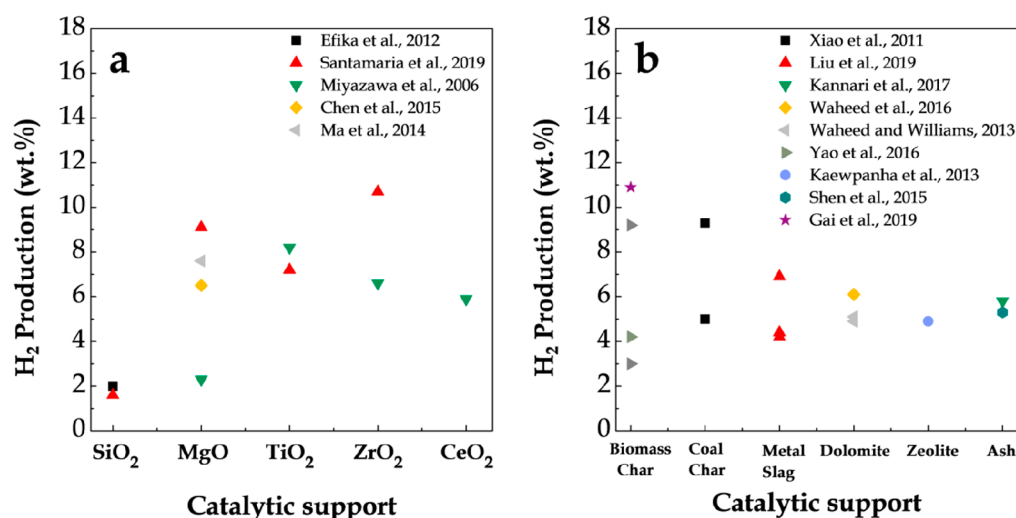 a
Efika et al., 2012
Santamaria et al., 2019
Miyazawa et al., 2006
Chen et al., 2015
Ma et al., 2014
H₂ Production (wt.%)
18
16
14
12
10
8
6
4
2
0
SiO₂ MgO TiO₂ ZrO₂ CeO₂
Catalytic support
b
Xiao et al., 2011
Liu et al., 2019
Kannari et al., 2017
Waheed et al., 2016
Waheed and Williams, 2013
Yao et al., 2016
Kaewpanha et al., 2013
Shen et al., 2015
Gai et al., 2019
H₂ Production (wt.%)
18
16
14
12
10
8
6
4
2
0
Biomass Coal Metal Dolomite Zeolite Ash
Char Char Slag
Catalytic support